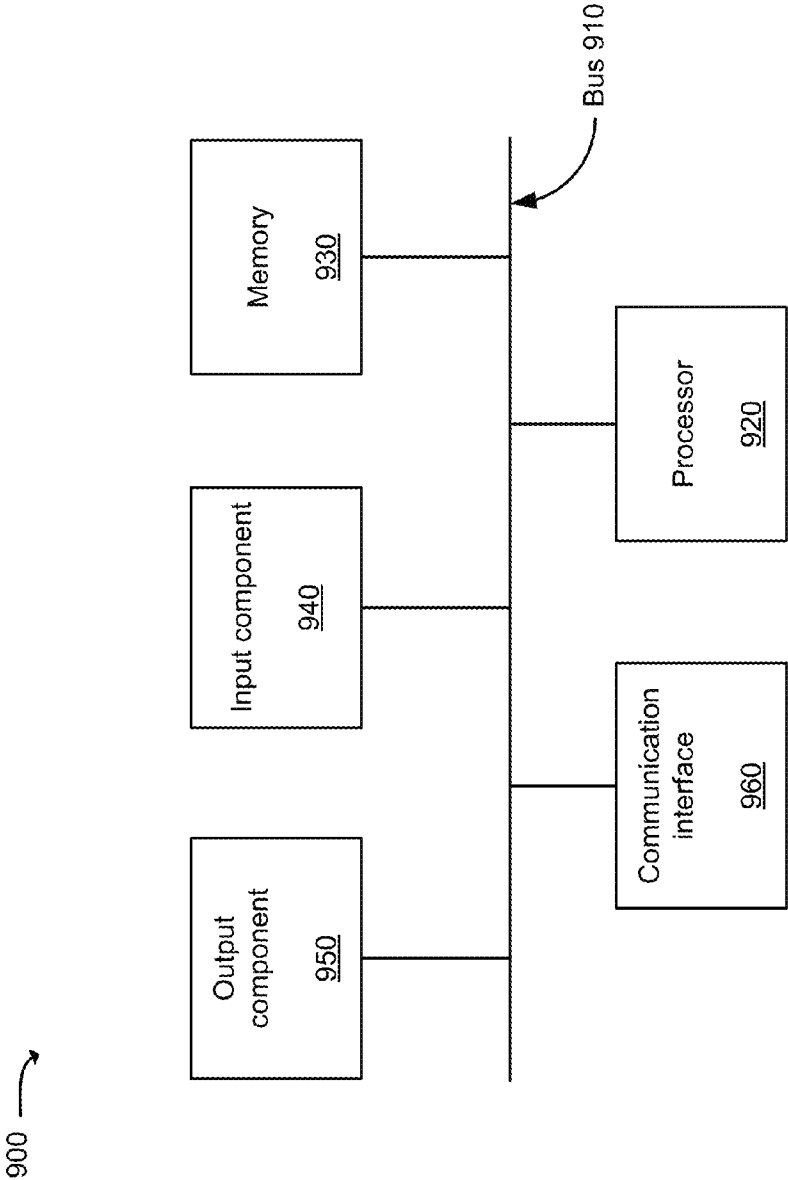 900
Output
component
950
Input component
940
Memory
930
Bus 910
Communication
interface
960
Processor
920